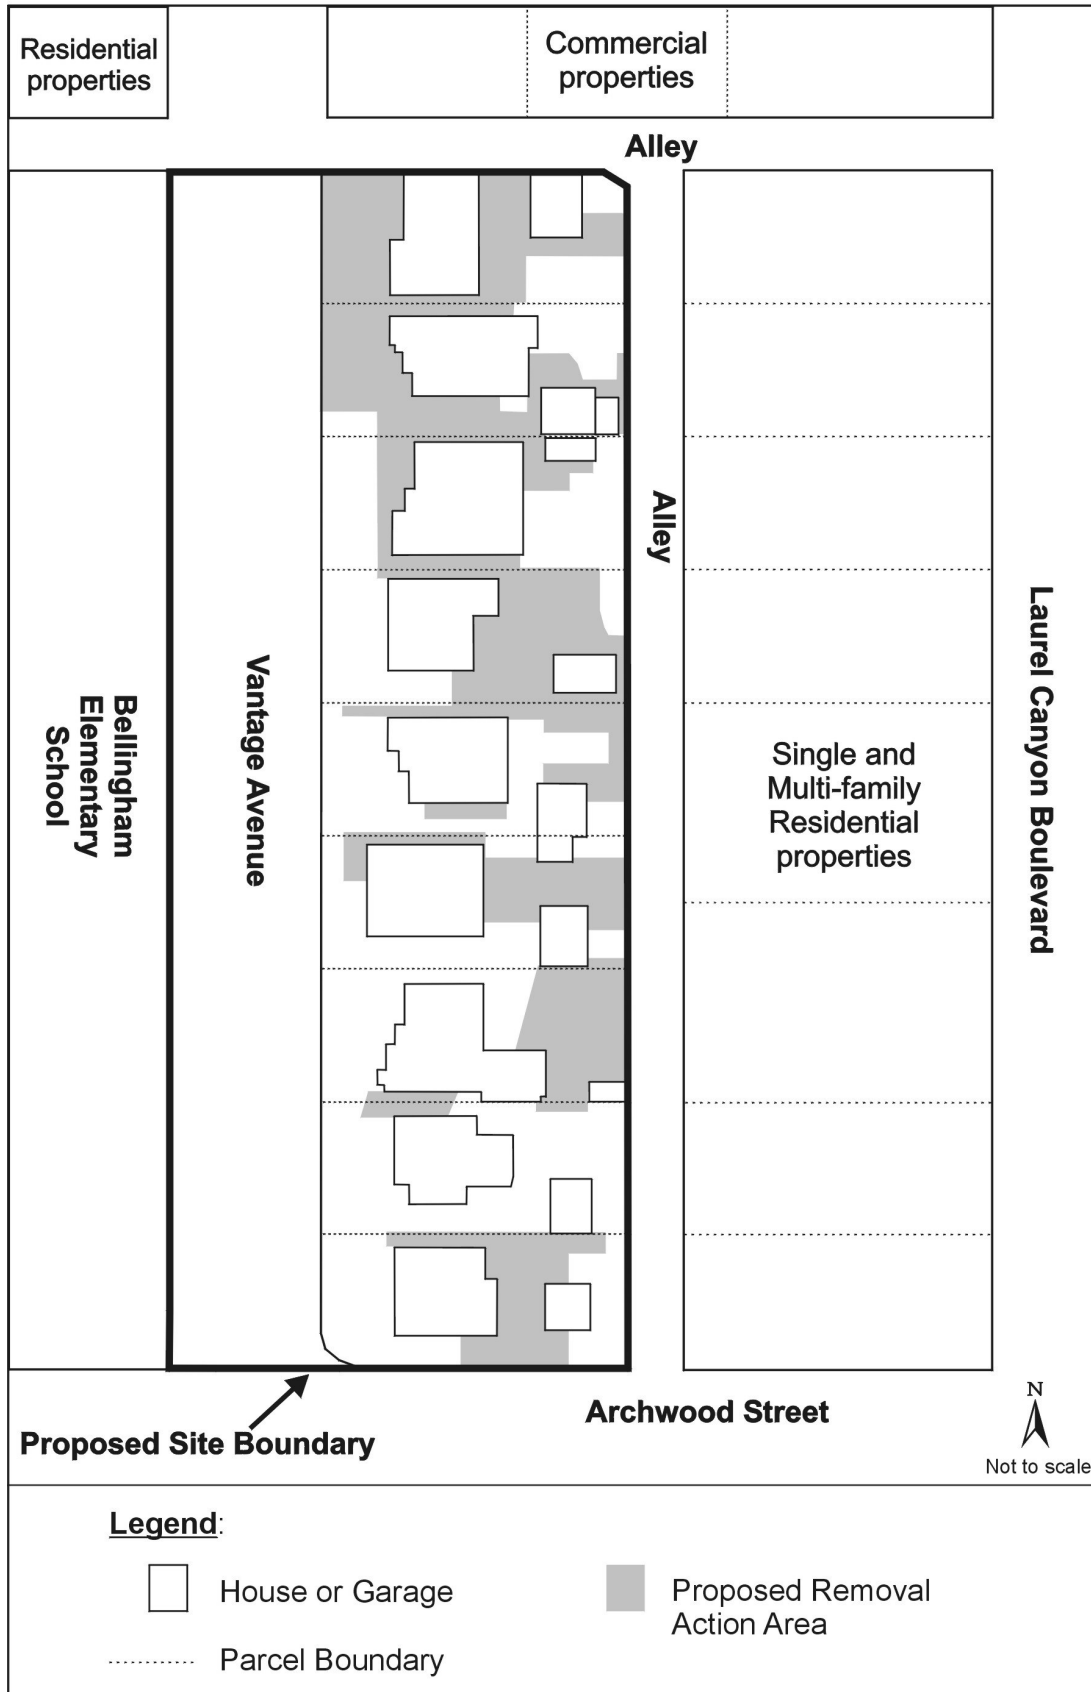 Residential
properties
Commercial
properties
Alley
Alley
Bellingham
Elementary
School
Vantage Avenue
Single and
Multi-family
Residential
properties
Laurel Canyon Boulevard
Archwood Street
Proposed Site Boundary
N
Not to scale
Legend:
House or Garage
Proposed Removal
Action Area
Parcel Boundary